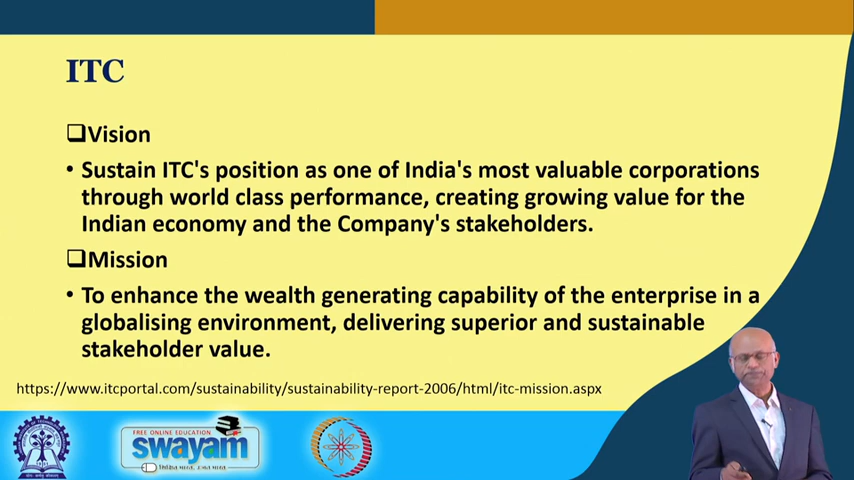 ITC
Vision
• Sustain ITC's position as one of India's most valuable corporations
through world class performance, creating growing value for the
Indian economy and the Company's stakeholders.
Mission
• To enhance the wealth generating capability of the enterprise in a
globalising environment, delivering superior and sustainable
stakeholder value.
https://www.itcportal.com/sustainability/sustainability-report-2006/html/itc-mission.aspx
FREE ONLINE EDUCATION
swayam